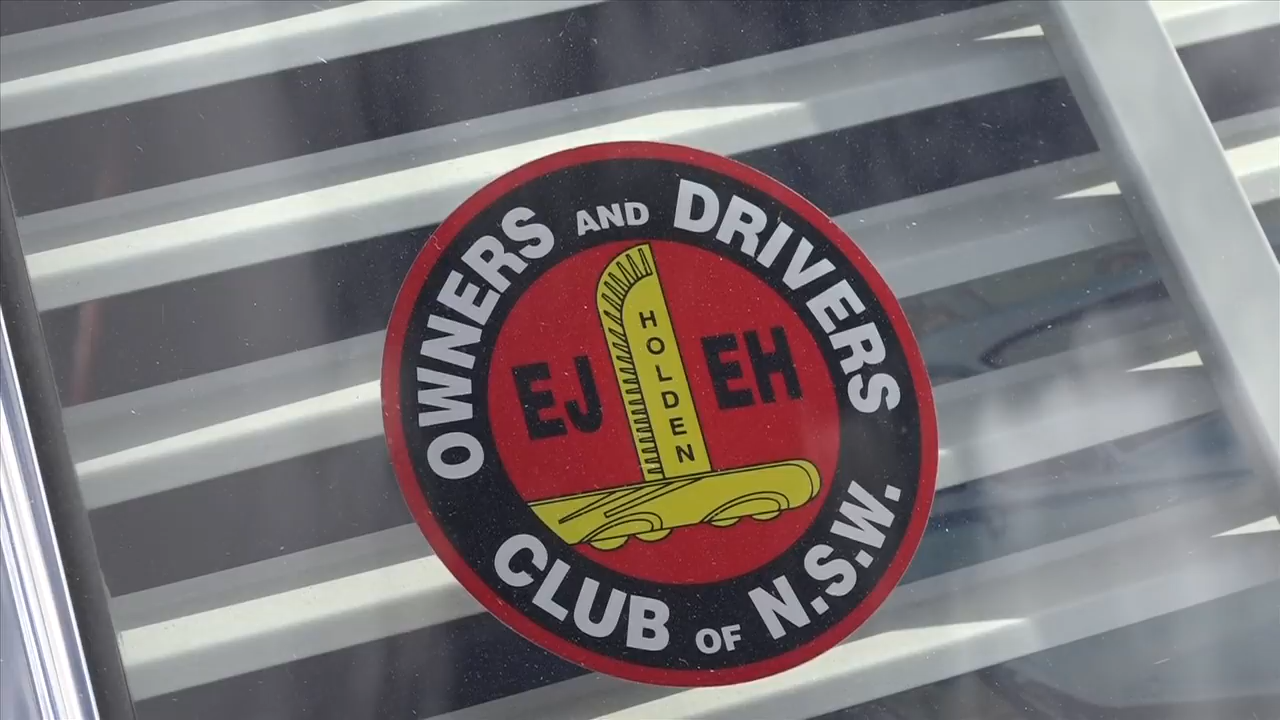 OWNERS AND DRIVERS
EJ
HOLDEN
EH
CLUB OF N.S.W.